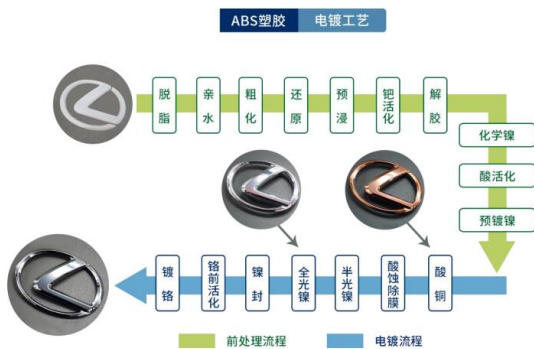 ABS塑胶 电镀工艺
脱脂
亲水
粗化
还原
预浸
钯活化
解胶
化学镍
酸活化
预镀镍
镀铬
铬前活化
镍封
全光镍
半光镍
酸蚀除膜
酸铜
前处理流程
电镀流程